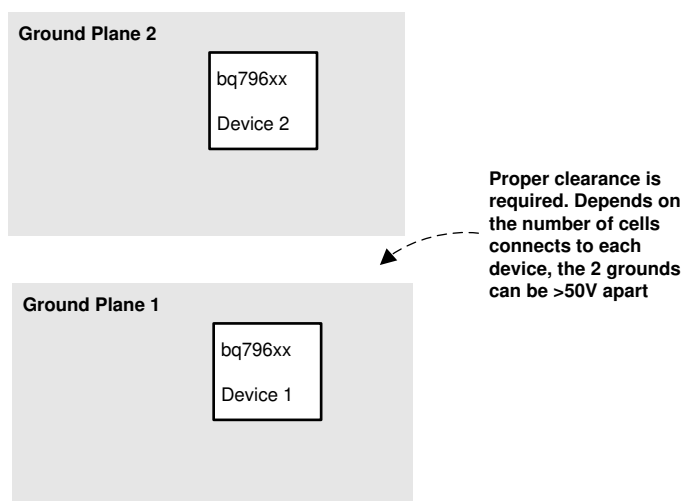 Ground Plane 2
bq796xx
Device 2
Proper clearance is
required. Depends on
the number of cells
connects to each
device, the 2 grounds
can be >50V apart
Ground Plane 1
bq796xx
Device 1